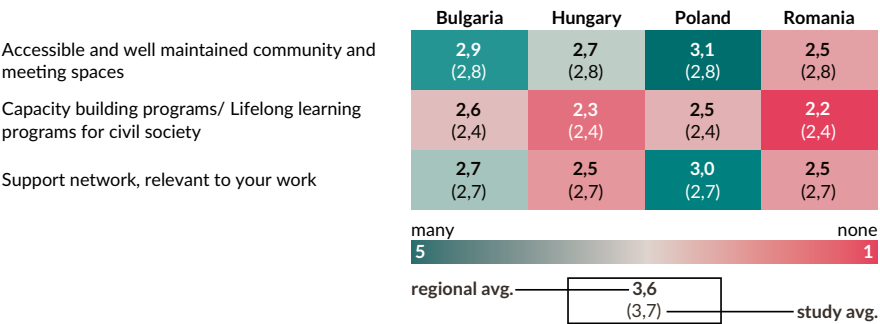 Bulgaria Hungary Poland Romania
Accessible and well maintained community and
meeting spaces
2,9 2,7 3,1 2,5
(2,8) (2,8) (2,8) (2,8)
Capacity building programs/ Lifelong learning
programs for civil society
2,6 2,3 2,5 2,2
(2,4) (2,4) (2,4) (2,4)
Support network, relevant to your work
2,7 2,5 3,0 2,5
(2,7) (2,7) (2,7) (2,7)
many none
5 1
regional avg. 3,6
(3,7) study avg.